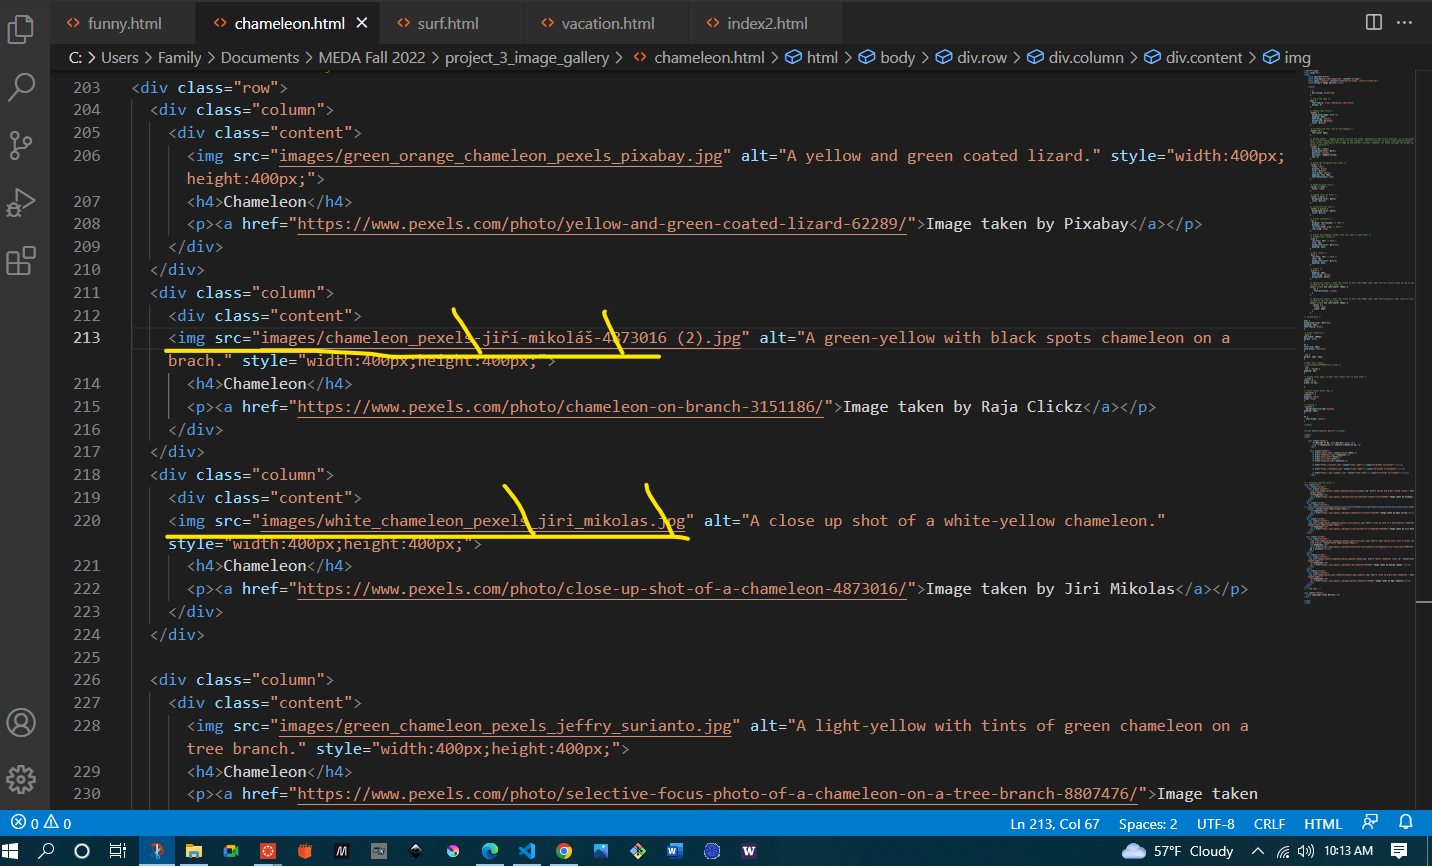 funny.html chameleon.html surf.html vacation.html index2.html
C: > Users > Family > Documents > MEDA Fall 2022 > project_3_image_gallery > chameleon.html > html > body > div.row > div.column > div.content > img
203 <div class="row">
204 <div class="column">
205 <div class="content">
206 <img src="images/green_orange_chameleon_pexels_pixabay.jpg" alt="A yellow and green coated lizard." style="width:400px;
height:400px;">
207 <h4>Chameleon</h4>
208 <p><a href="https://www.pexels.com/photo/yellow-and-green-coated-lizard-62289/">Image taken by Pixabay</a></p>
209 </div>
210 </div>
211 <div class="column">
212 <div class="content">
213 <img src="images/chameleon_pexels-jiří-mikoláš-4873016 (2).jpg" alt="A green-yellow with black spots chameleon on a
brach." style="width:400px;height:400px;">
214 <h4>Chameleon</h4>
215 <p><a href="https://www.pexels.com/photo/chameleon-on-branch-3151186/">Image taken by Raja Clickz</a></p>
216 </div>
217 </div>
218 <div class="column">
219 <div class="content">
220 <img src="images/white_chameleon_pexels_jiri_mikolas.jpg" alt="A close up shot of a white-yellow chameleon."
style="width:400px;height:400px;">
221 <h4>Chameleon</h4>
222 <p><a href="https://www.pexels.com/photo/close-up-shot-of-a-chameleon-4873016/">Image taken by Jiri Mikolas</a></p>
223 </div>
224 </div>
225
226 <div class="column">
227 <div class="content">
228 <img src="images/green_chameleon_pexels_jeffry_surianto.jpg" alt="A light-yellow with tints of green chameleon on a
tree branch." style="width:400px;height:400px;">
229 <h4>Chameleon</h4>
230 <p><a href="https://www.pexels.com/photo/selective-focus-photo-of-a-chameleon-on-a-tree-branch-8807476/">Image taken
0 0 Ln 213, Col 67 Spaces: 2 UTF-8 CRLF HTML
57°F Cloudy 10:13 AM